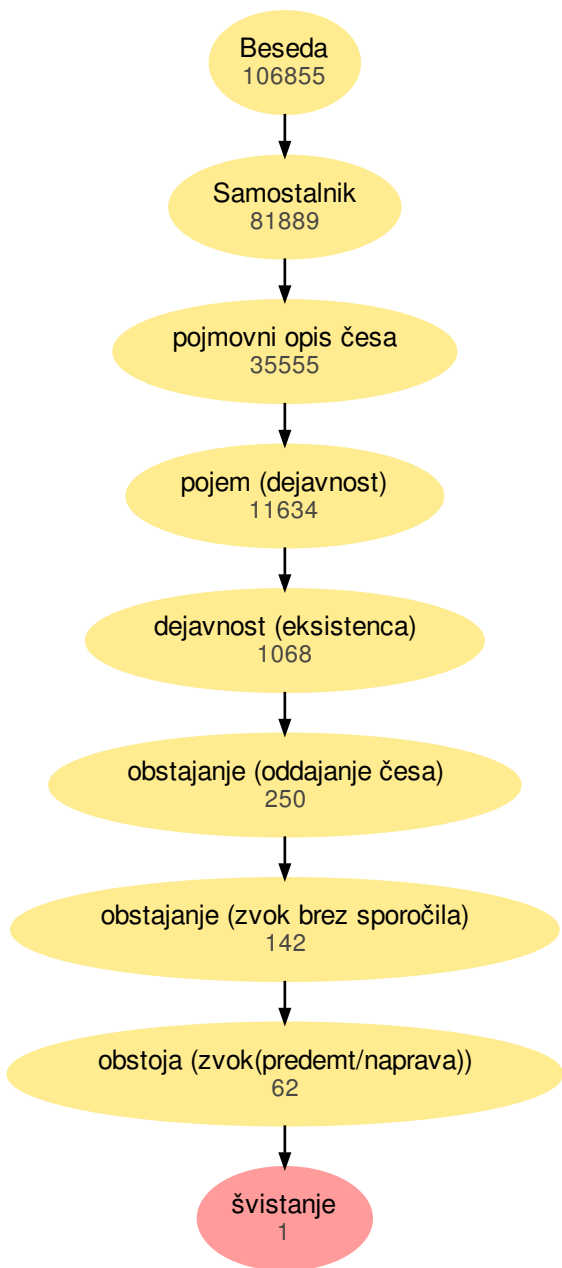 Beseda
106855
Samostalnik
81889
pojmovni opis česa
35555
pojem (dejavnost)
11634
dejavnost (eksistenca)
1068
obstajanje (oddajanje česa)
250
obstajanje (zvok brez sporočila)
142
obstoja (zvok(predemt/naprava))
62
švistanje
1